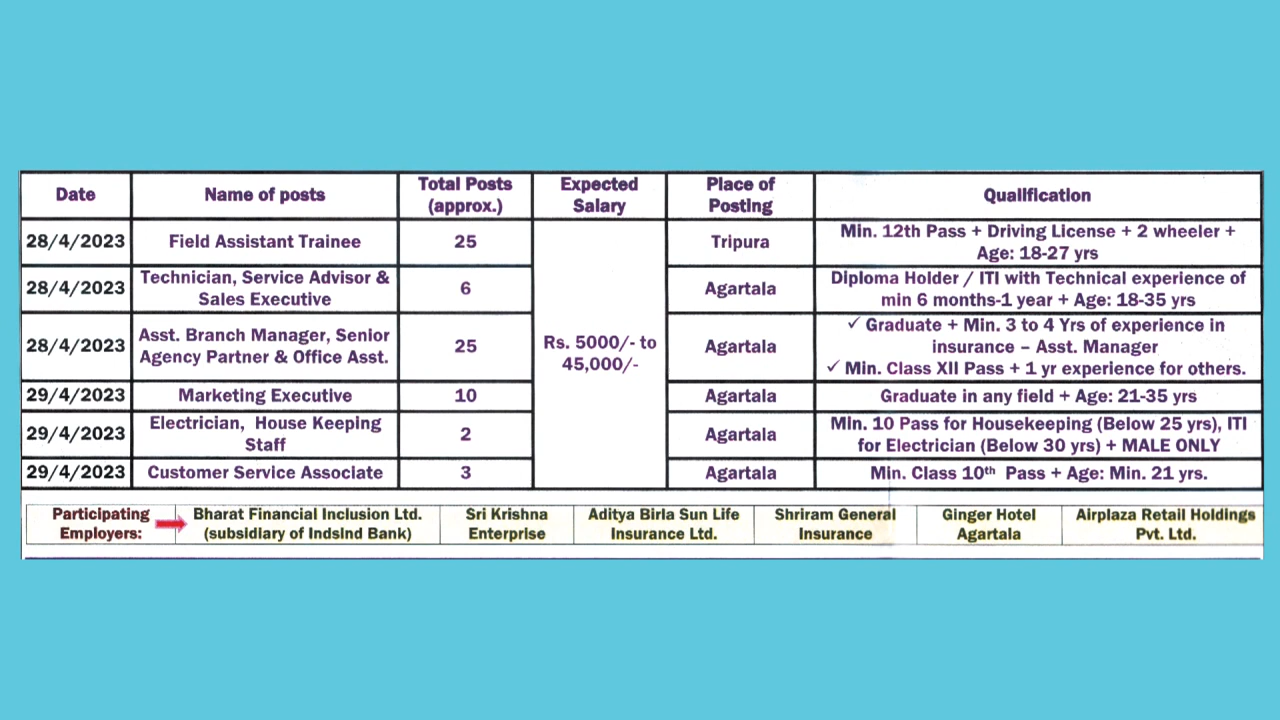 Date
Name of posts
Total Posts
(approx.)
Expected
Salary
Place of
Posting
Qualification
28/4/2023
Field Assistant Trainee
25
Rs. 5000/- to
45,000/-
Tripura
Min. 12th Pass + Driving License + 2 wheeler +
Age: 18-27 yrs
28/4/2023
Technician, Service Advisor &
Sales Executive
6
Agartala
Diploma Holder / ITI with Technical experience of
min 6 months-1 year + Age: 18-35 yrs
28/4/2023
Asst. Branch Manager, Senior
Agency Partner & Office Asst.
25
Agartala
✓ Graduate + Min. 3 to 4 Yrs of experience in
insurance – Asst. Manager
✓ Min. Class XII Pass + 1 yr experience for others.
29/4/2023
Marketing Executive
10
Agartala
Graduate in any field + Age: 21-35 yrs
29/4/2023
Electrician, House Keeping
Staff
2
Agartala
Min. 10 Pass for Housekeeping (Below 25 yrs), ITI
for Electrician (Below 30 yrs) + MALE ONLY
29/4/2023
Customer Service Associate
3
Agartala
Min. Class 10th Pass + Age: Min. 21 yrs.
Participating
Employers:
Bharat Financial Inclusion Ltd.
(subsidiary of IndsInd Bank)
Sri Krishna
Enterprise
Aditya Birla Sun Life
Insurance Ltd.
Shriram General
Insurance
Ginger Hotel
Agartala
Airplaza Retail Holdings
Pvt. Ltd.